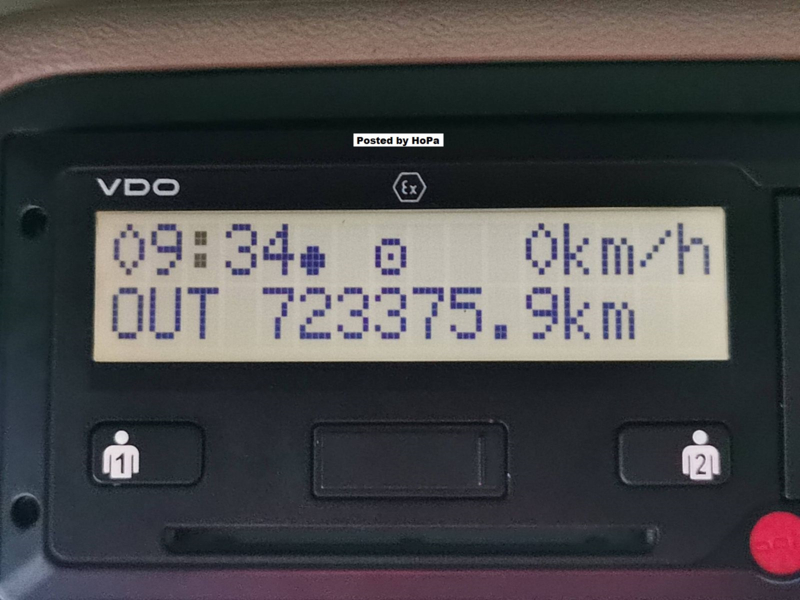 Posted by HoPa
VDO
Ex
09:34 0km/h
OUT 723375.9km
1
2